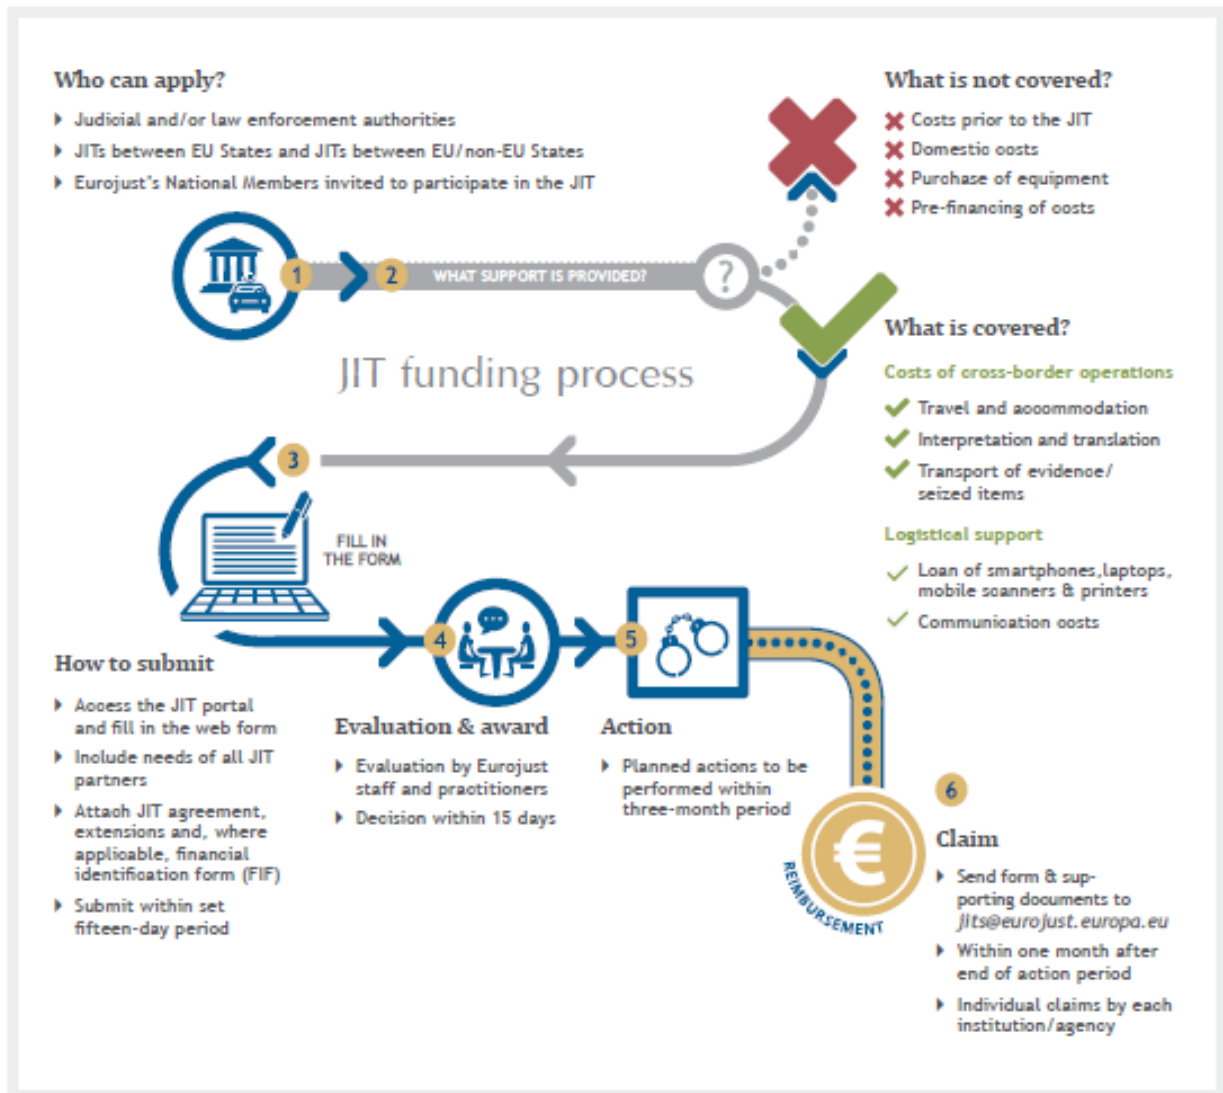 Who can apply?
Judicial and/or law enforcement authorities
JITs between EU States and JITs between EU/non-EU States
Eurojust's National Members invited to participate in the JIT
What is not covered?
Costs prior to the JIT
Domestic costs
Purchase of equipment
Pre-financing of costs
1
2
WHAT SUPPORT IS PROVIDED?
?
JIT funding process
What is covered?
Costs of cross-border operations
Travel and accommodation
Interpretation and translation
Transport of evidence/
seized items
Logistical support
Loan of smartphones,laptops,
mobile scanners & printers
Communication costs
3
FILL IN
THE FORM
How to submit
Access the JIT portal
and fill in the web form
Include needs of all JIT
partners
Attach JIT agreement,
extensions and, where
applicable, financial
identification form (FIF)
Submit within set
fifteen-day period
4
Evaluation & award
Evaluation by Eurojust
staff and practitioners
Decision within 15 days
5
Action
Planned actions to be
performed within
three-month period
€
REIMBURSEMENT
6
Claim
Send form & sup-
porting documents to
jits@eurojust.europa.eu
Within one month after
end of action period
Individual claims by each
institution/agency